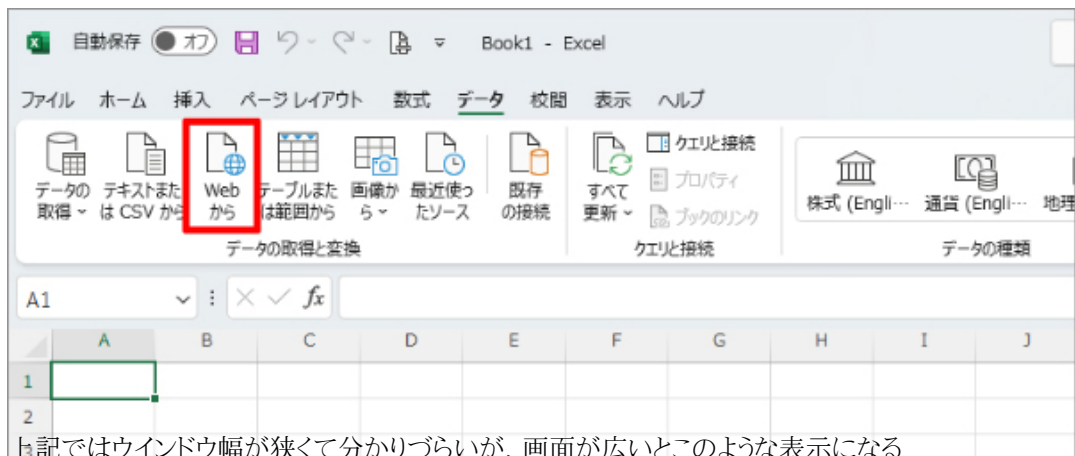 自動保存 オフ Book1 - Excel
ファイル ホーム 挿入 ページ レイアウト 数式 データ 校閲 表示 ヘルプ
データの取得 テキストまたは CSV から Web から テーブルまたは範囲から 画像から 最近使ったソース 既存の接続 すべて更新 クエリと接続 プロパティ ブックのリンク 株式 (Engli… 通貨 (Engli… 地理
データの取得と変換 クエリと接続 データの種類
A1 fx
A B C D E F G H I J
1
2
3
上記ではウインドウ幅が狭くて分かりづらいが、画面が広いとこのような表示になる